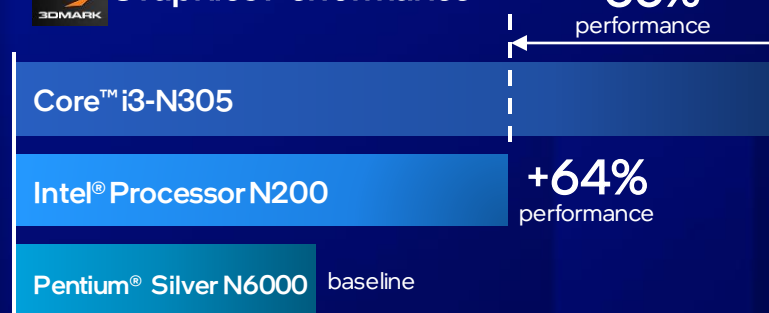 3DMARK
performance
Core™ i3-N305
Intel® Processor N200
+64%
performance
Pentium® Silver N6000
baseline